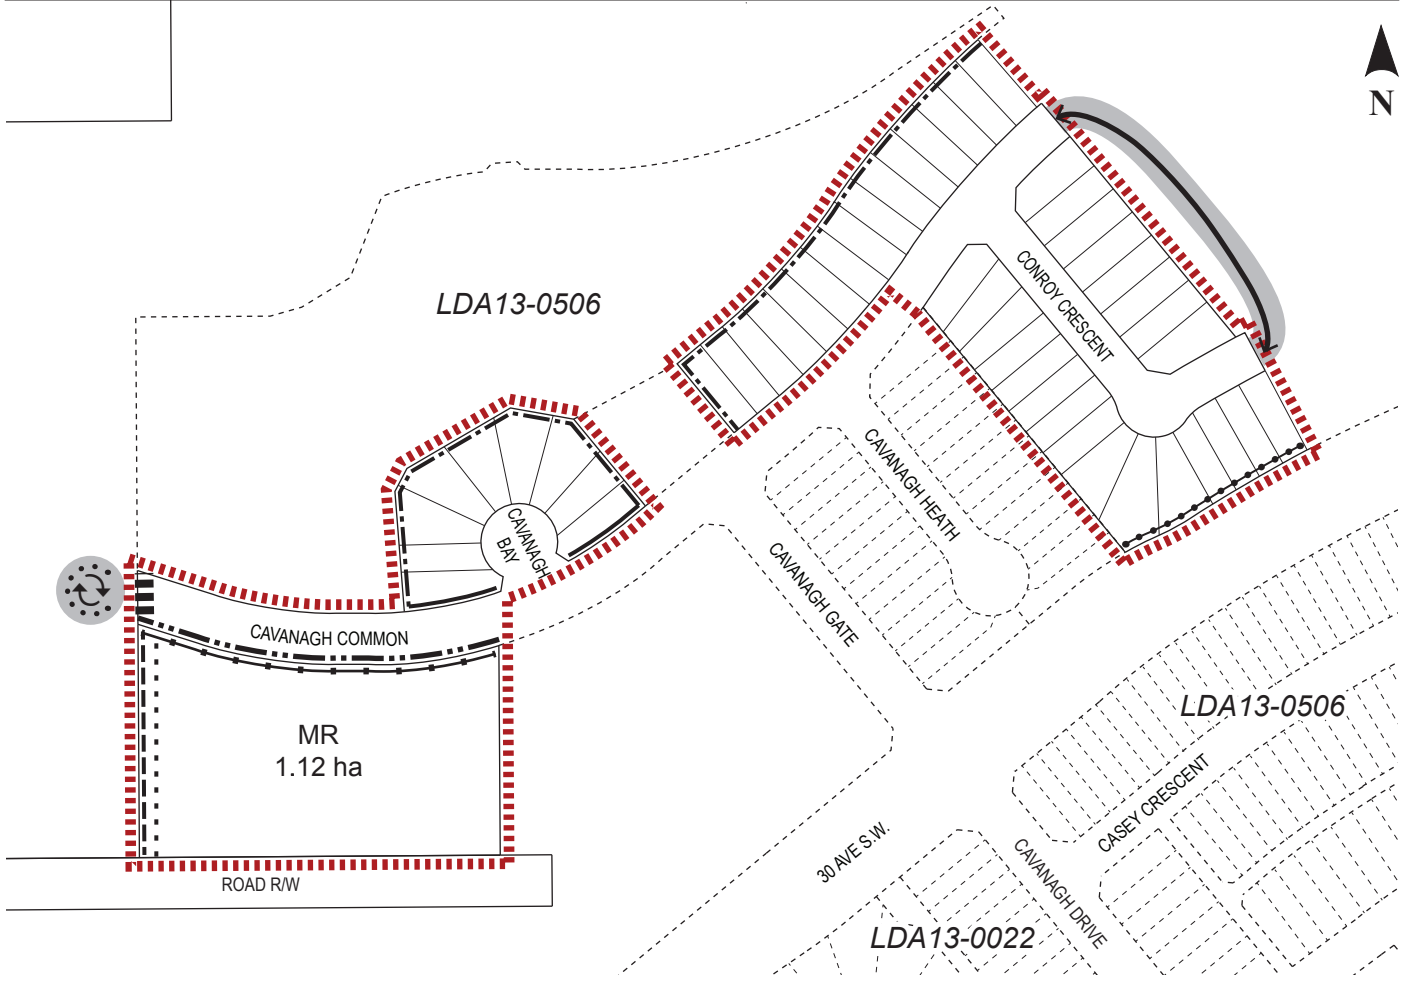 N
LDA13-0506
CONROY CRESCENT
CAVANAGH HEATH
CAVANAGH
BAY
CAVANAGH GATE
CAVANAGH COMMON
LDA13-0506
MR
1.12 ha
CASEY CRESCENT
30 AVE S.W.
CAVANAGH DRIVE
ROAD R/W
LDA13-0022